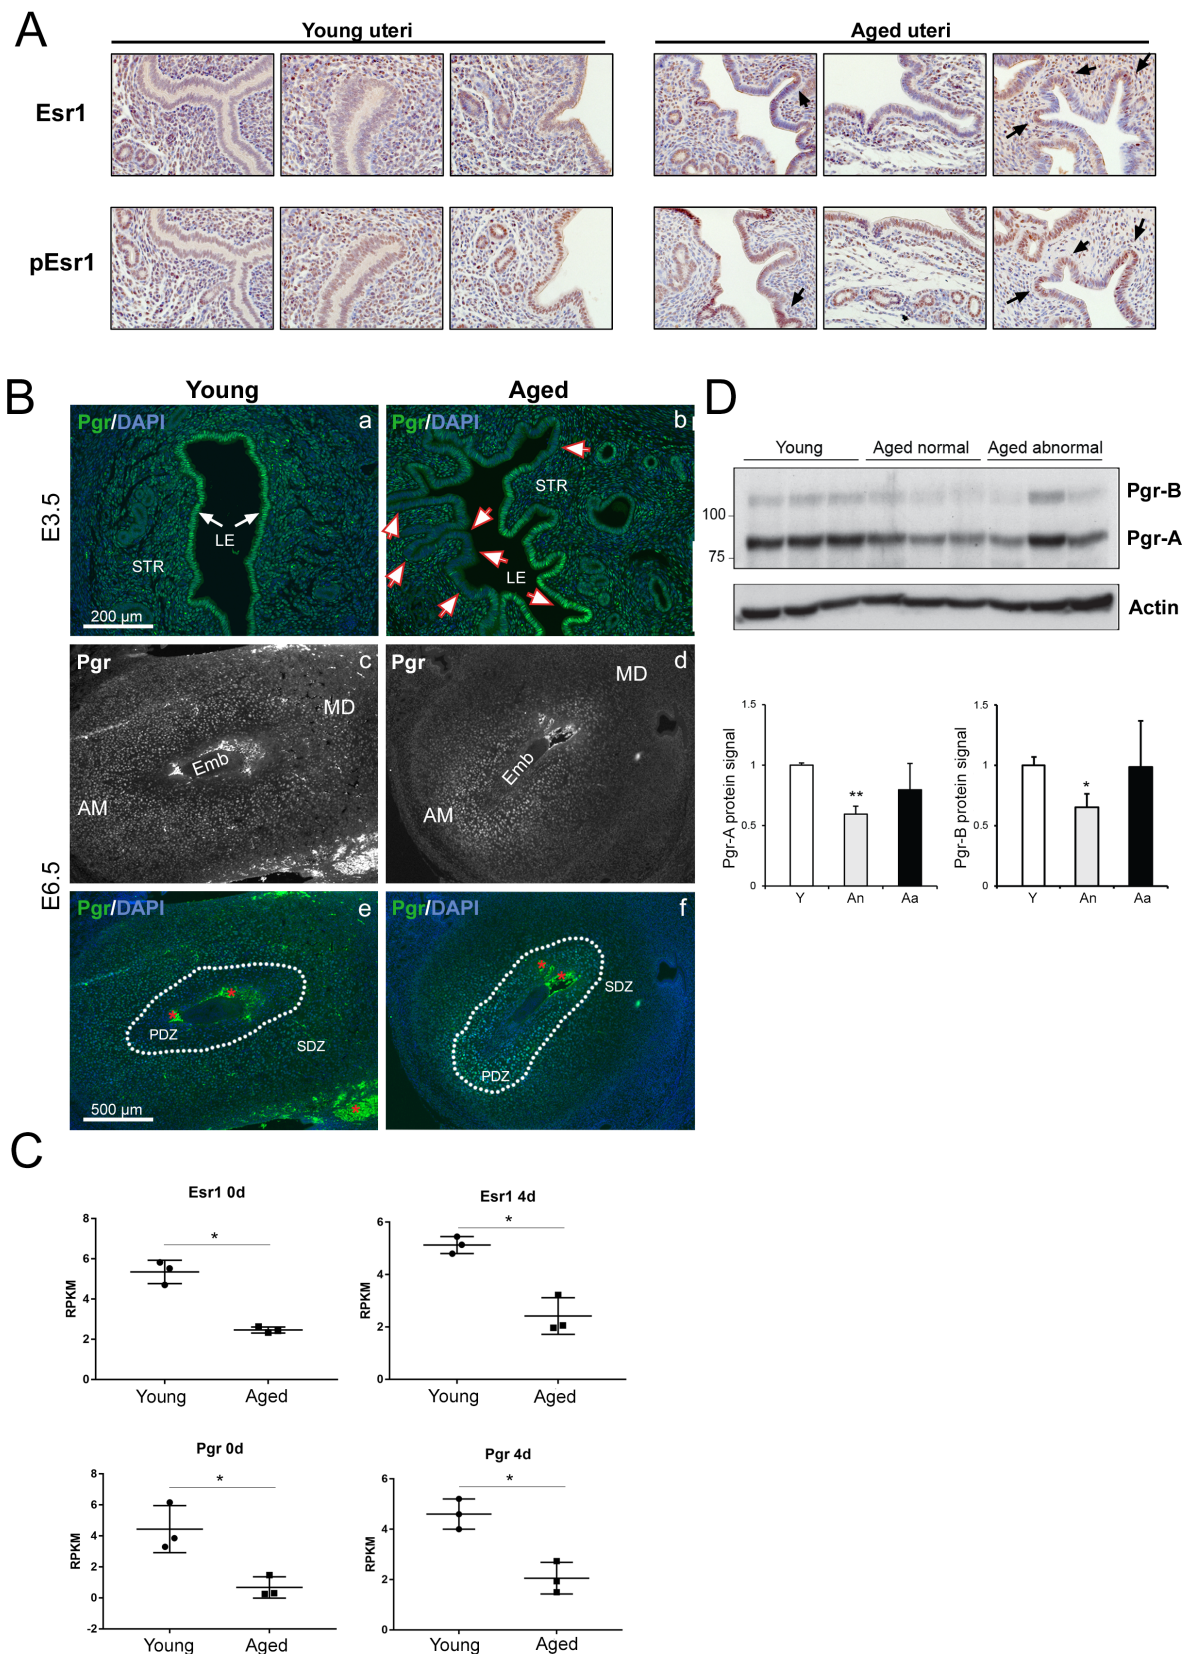 A
Young uteri
Aged uteri
Esr1
pEsr1
B
Young
Aged
E3.5
Pgr/DAPI
a
LE
STR
200 µm
Pgr/DAPI
b
STR
LE
E6.5
Pgr
c
MD
Emb
AM
Pgr
d
MD
Emb
AM
Pgr/DAPI
e
*
*
PDZ
SDZ
*
500 µm
Pgr/DAPI
f
*
*
SDZ
PDZ
C
Esr1 0d
*
8
6
4
2
0
RPKM
Young
Aged
Esr1 4d
*
6
4
2
0
RPKM
Young
Aged
Pgr 0d
*
8
6
4
2
0
-2
RPKM
Young
Aged
Pgr 4d
*
6
4
2
0
RPKM
Young
Aged
D
Young
Aged normal
Aged abnormal
Pgr-B
100
Pgr-A
75
Actin
1.5
1
0.5
0
Pgr-A protein signal
**
Y
An
Aa
1.5
1
0.5
0
Pgr-B protein signal
*
Y
An
Aa